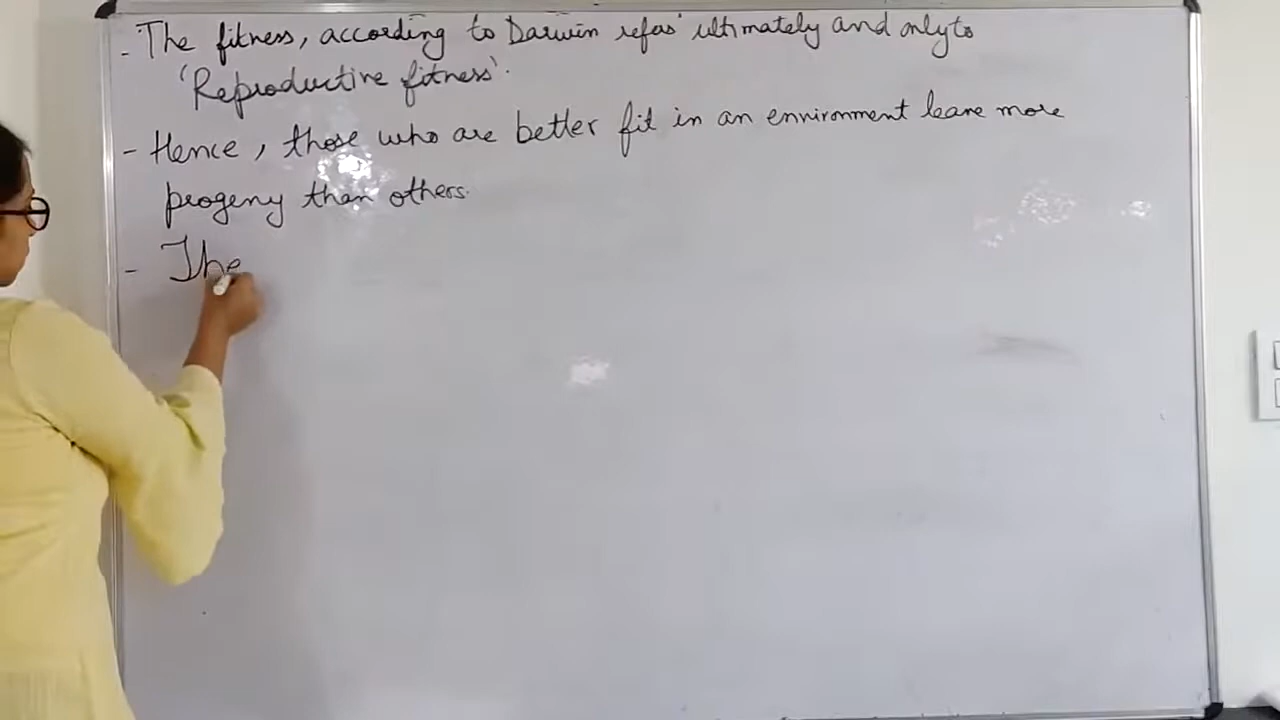 - The fitness, according to Darwin refers ultimately and only to
'Reproductive fitness'.
- Hence, those who are better fit in an environment leave more
progeny than others.
- The